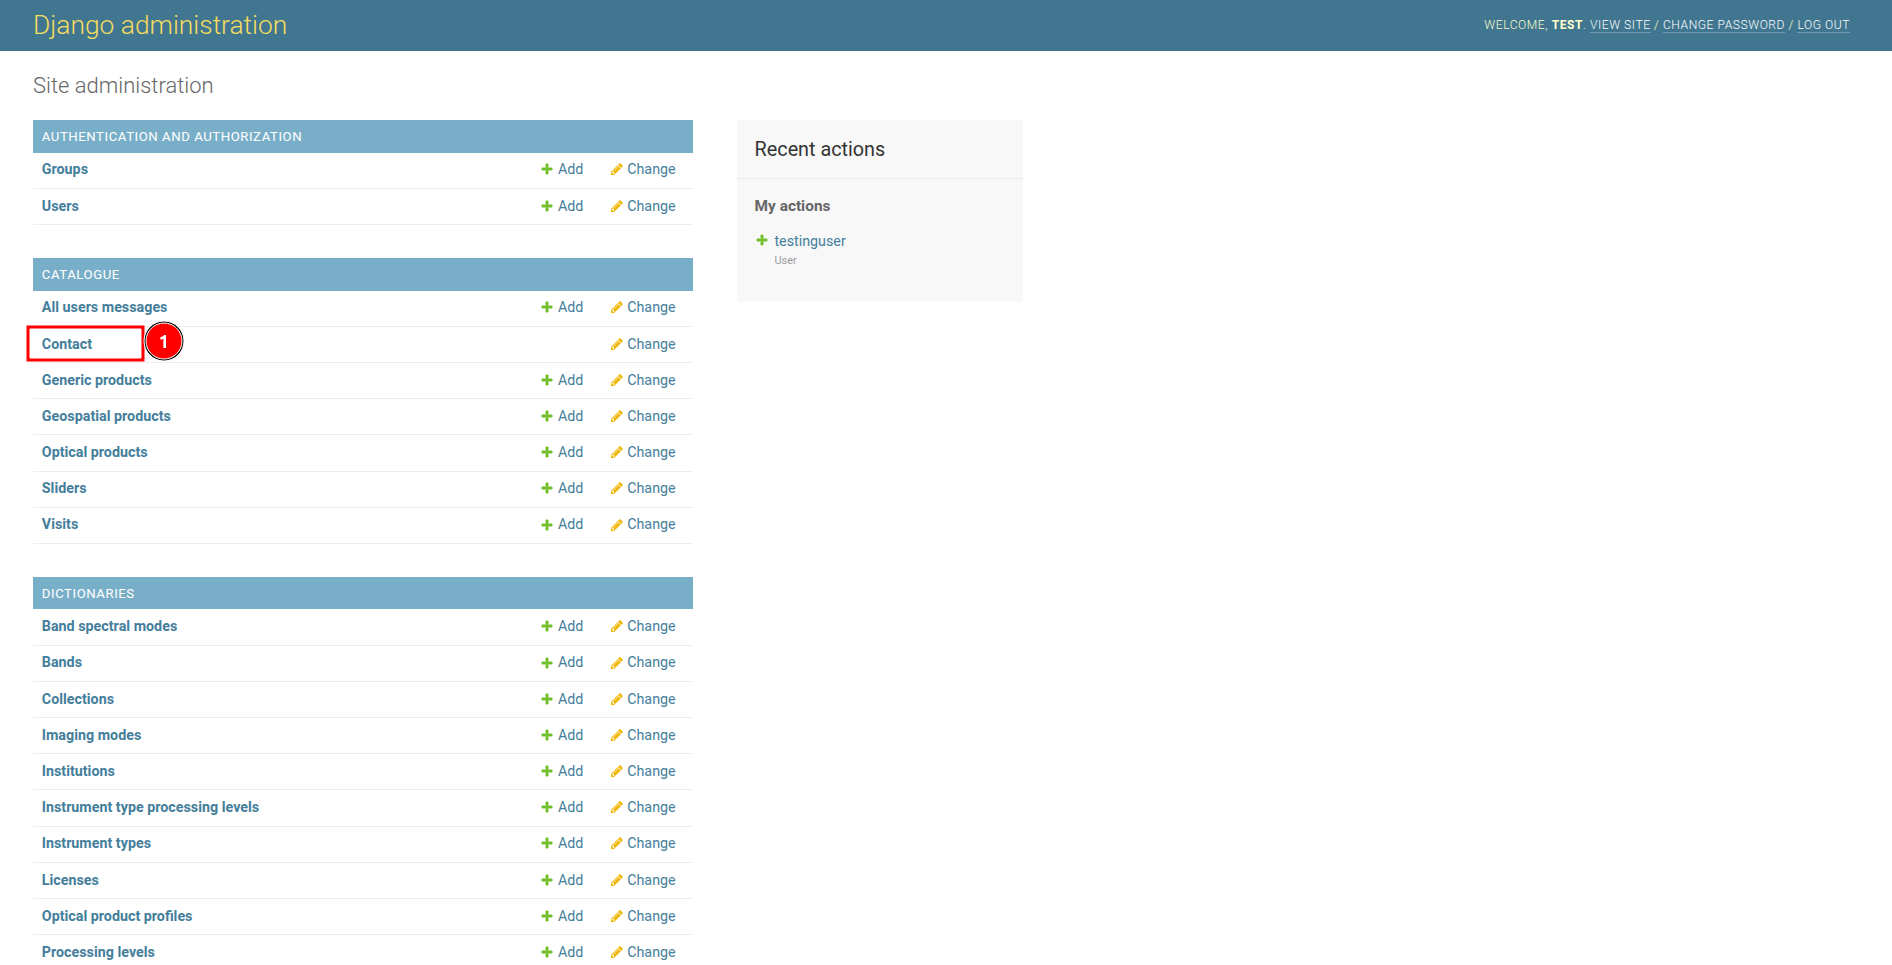 Django administration
WELCOME, TEST. VIEW SITE / CHANGE PASSWORD / LOG OUT
Site administration
AUTHENTICATION AND AUTHORIZATION
Groups Add Change
Users Add Change
CATALOGUE
All users messages Add Change
Contact 1 Change
Generic products Add Change
Geospatial products Add Change
Optical products Add Change
Sliders Add Change
Visits Add Change
DICTIONARIES
Band spectral modes Add Change
Bands Add Change
Collections Add Change
Imaging modes Add Change
Institutions Add Change
Instrument type processing levels Add Change
Instrument types Add Change
Licenses Add Change
Optical product profiles Add Change
Processing levels Add Change
Recent actions
My actions
testinguser
User